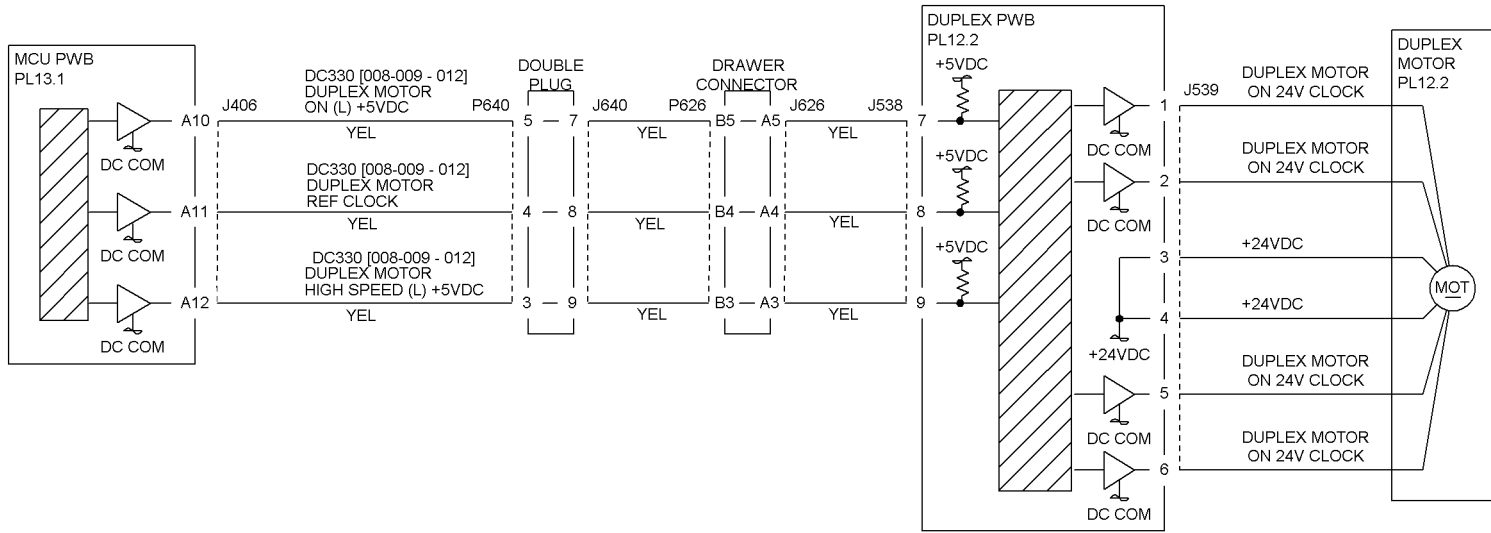 MCU PWB
PL13.1
DC330 [008-009 - 012]
DUPLEX MOTOR
ON (L) +5VDC
DOUBLE
PLUG
DRAWER
CONNECTOR
DUPLEX PWB
PL12.2
+5VDC
DUPLEX MOTOR
ON 24V CLOCK
DUPLEX
MOTOR
PL12.2
J406
P640
J640
P626
J626
J538
J539
A10
YEL
5 - 7
YEL
B5 - A5
YEL
7
1
DC COM
DC COM
DC330 [008-009 - 012]
DUPLEX MOTOR
REF CLOCK
+5VDC
DUPLEX MOTOR
ON 24V CLOCK
2
A11
YEL
4 - 8
YEL
B4 - A4
YEL
8
DC COM
DC COM
DC330 [008-009 - 012]
DUPLEX MOTOR
HIGH SPEED (L) +5VDC
+5VDC
3
+24VDC
MOT
A12
YEL
3 - 9
YEL
B3 - A3
YEL
9
4
+24VDC
DC COM
+24VDC
DUPLEX MOTOR
ON 24V CLOCK
5
DC COM
DUPLEX MOTOR
ON 24V CLOCK
6
DC COM